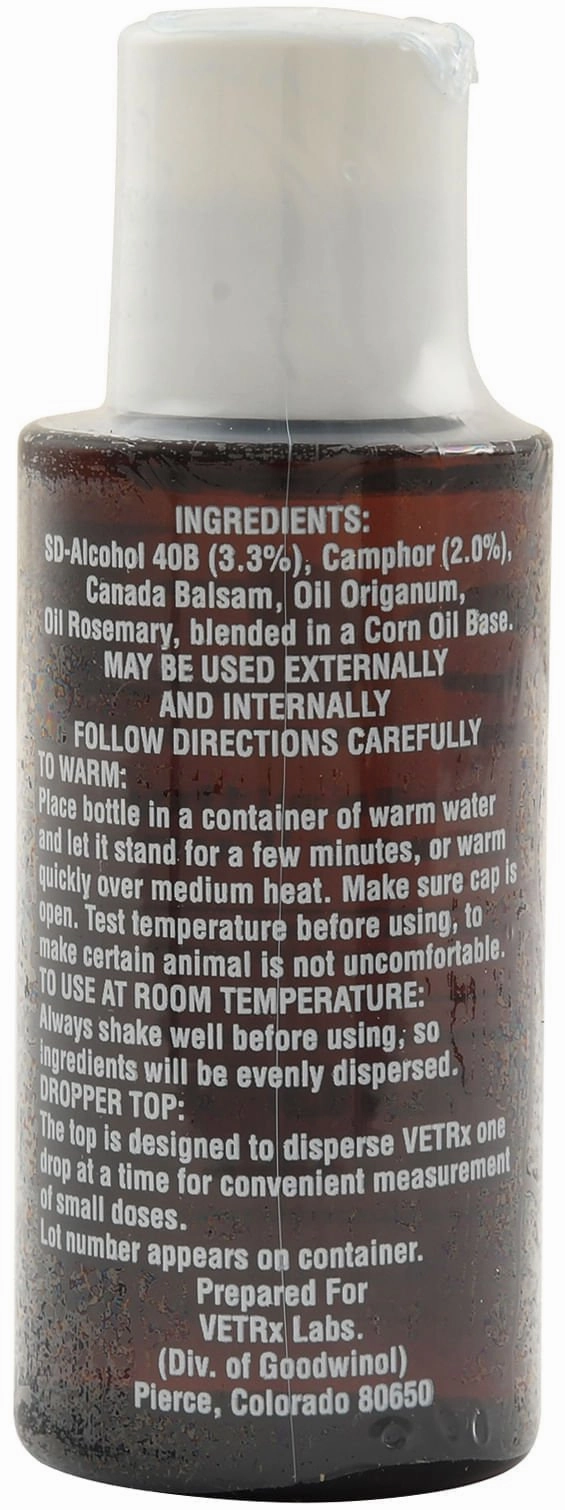 INGREDIENTS:
SD-Alcohol 40B (3.3%), Camphor (2.0%),
Canada Balsam, Oil Origanum,
Oil Rosemary, blended in a Corn Oil Base.
MAY BE USED EXTERNALLY
AND INTERNALLY
FOLLOW DIRECTIONS CAREFULLY
TO WARM:
Place bottle in a container of warm water
and let it stand for a few minutes, or warm
quickly over medium heat. Make sure cap is
open. Test temperature before using, to
make certain animal is not uncomfortable.
TO USE AT ROOM TEMPERATURE:
Always shake well before using, so
ingredients will be evenly dispersed.
DROPPER TOP:
The top is designed to disperse VETRx one
drop at a time for convenient measurement
of small doses.
Lot number appears on container.
Prepared For
VETRx Labs.
(Div. of Goodwinol)
Pierce, Colorado 80650